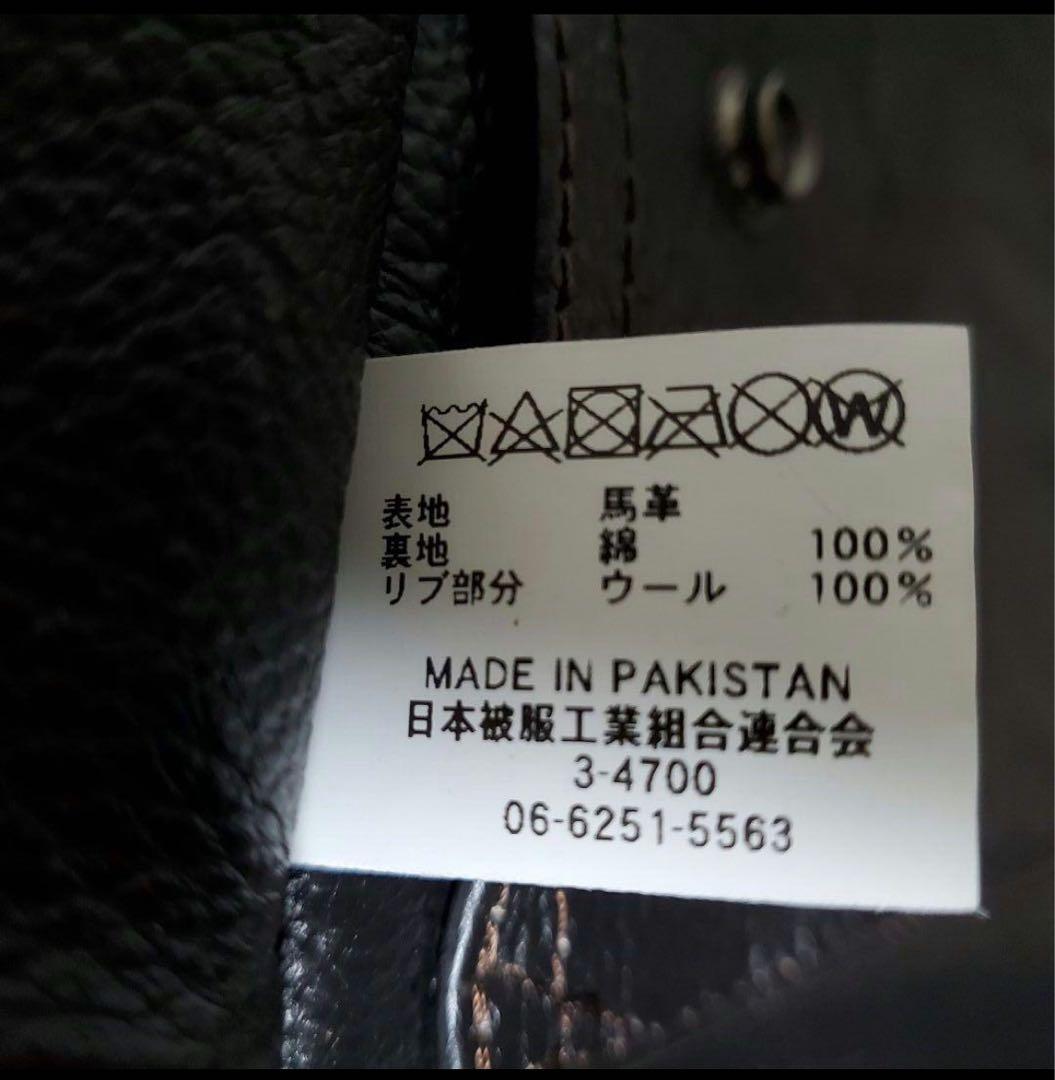 表地 馬革
裏地 綿 100%
リブ部分 ウール 100%
MADE IN PAKISTAN
日本被服工業組合連合会
3-4700
06-6251-5563